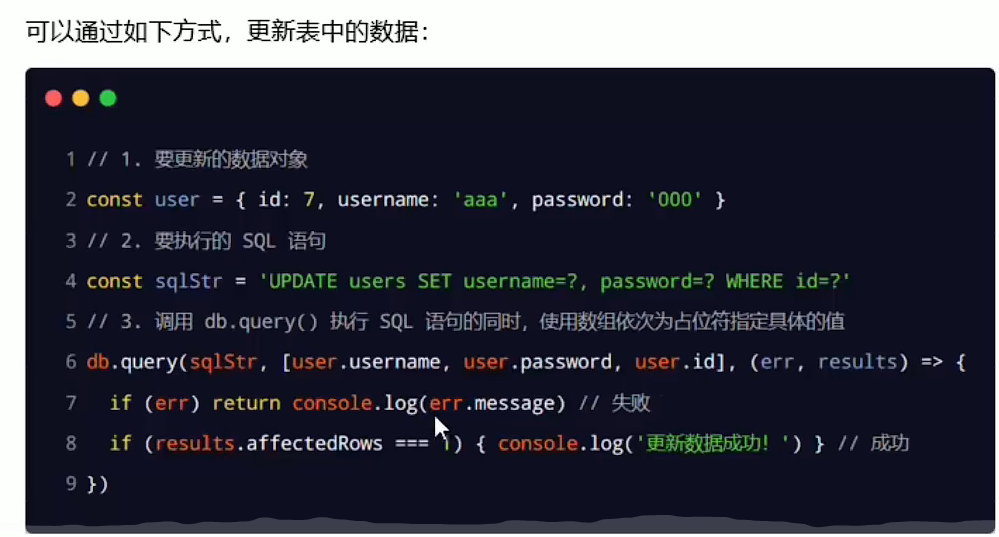 可以通过如下方式，更新表中的数据：
1 // 1. 要更新的数据对象
2 const user = { id: 7, username: 'aaa', password: '000' }
3 // 2. 要执行的 SQL 语句
4 const sqlStr = 'UPDATE users SET username=?, password=? WHERE id=?'
5 // 3. 调用 db.query() 执行 SQL 语句的同时，使用数组依次为占位符指定具体的值
6 db.query(sqlStr, [user.username, user.password, user.id], (err, results) => {
7   if (err) return console.log(err.message) // 失败
8   if (results.affectedRows === 1) { console.log('更新数据成功！') } // 成功
9 })